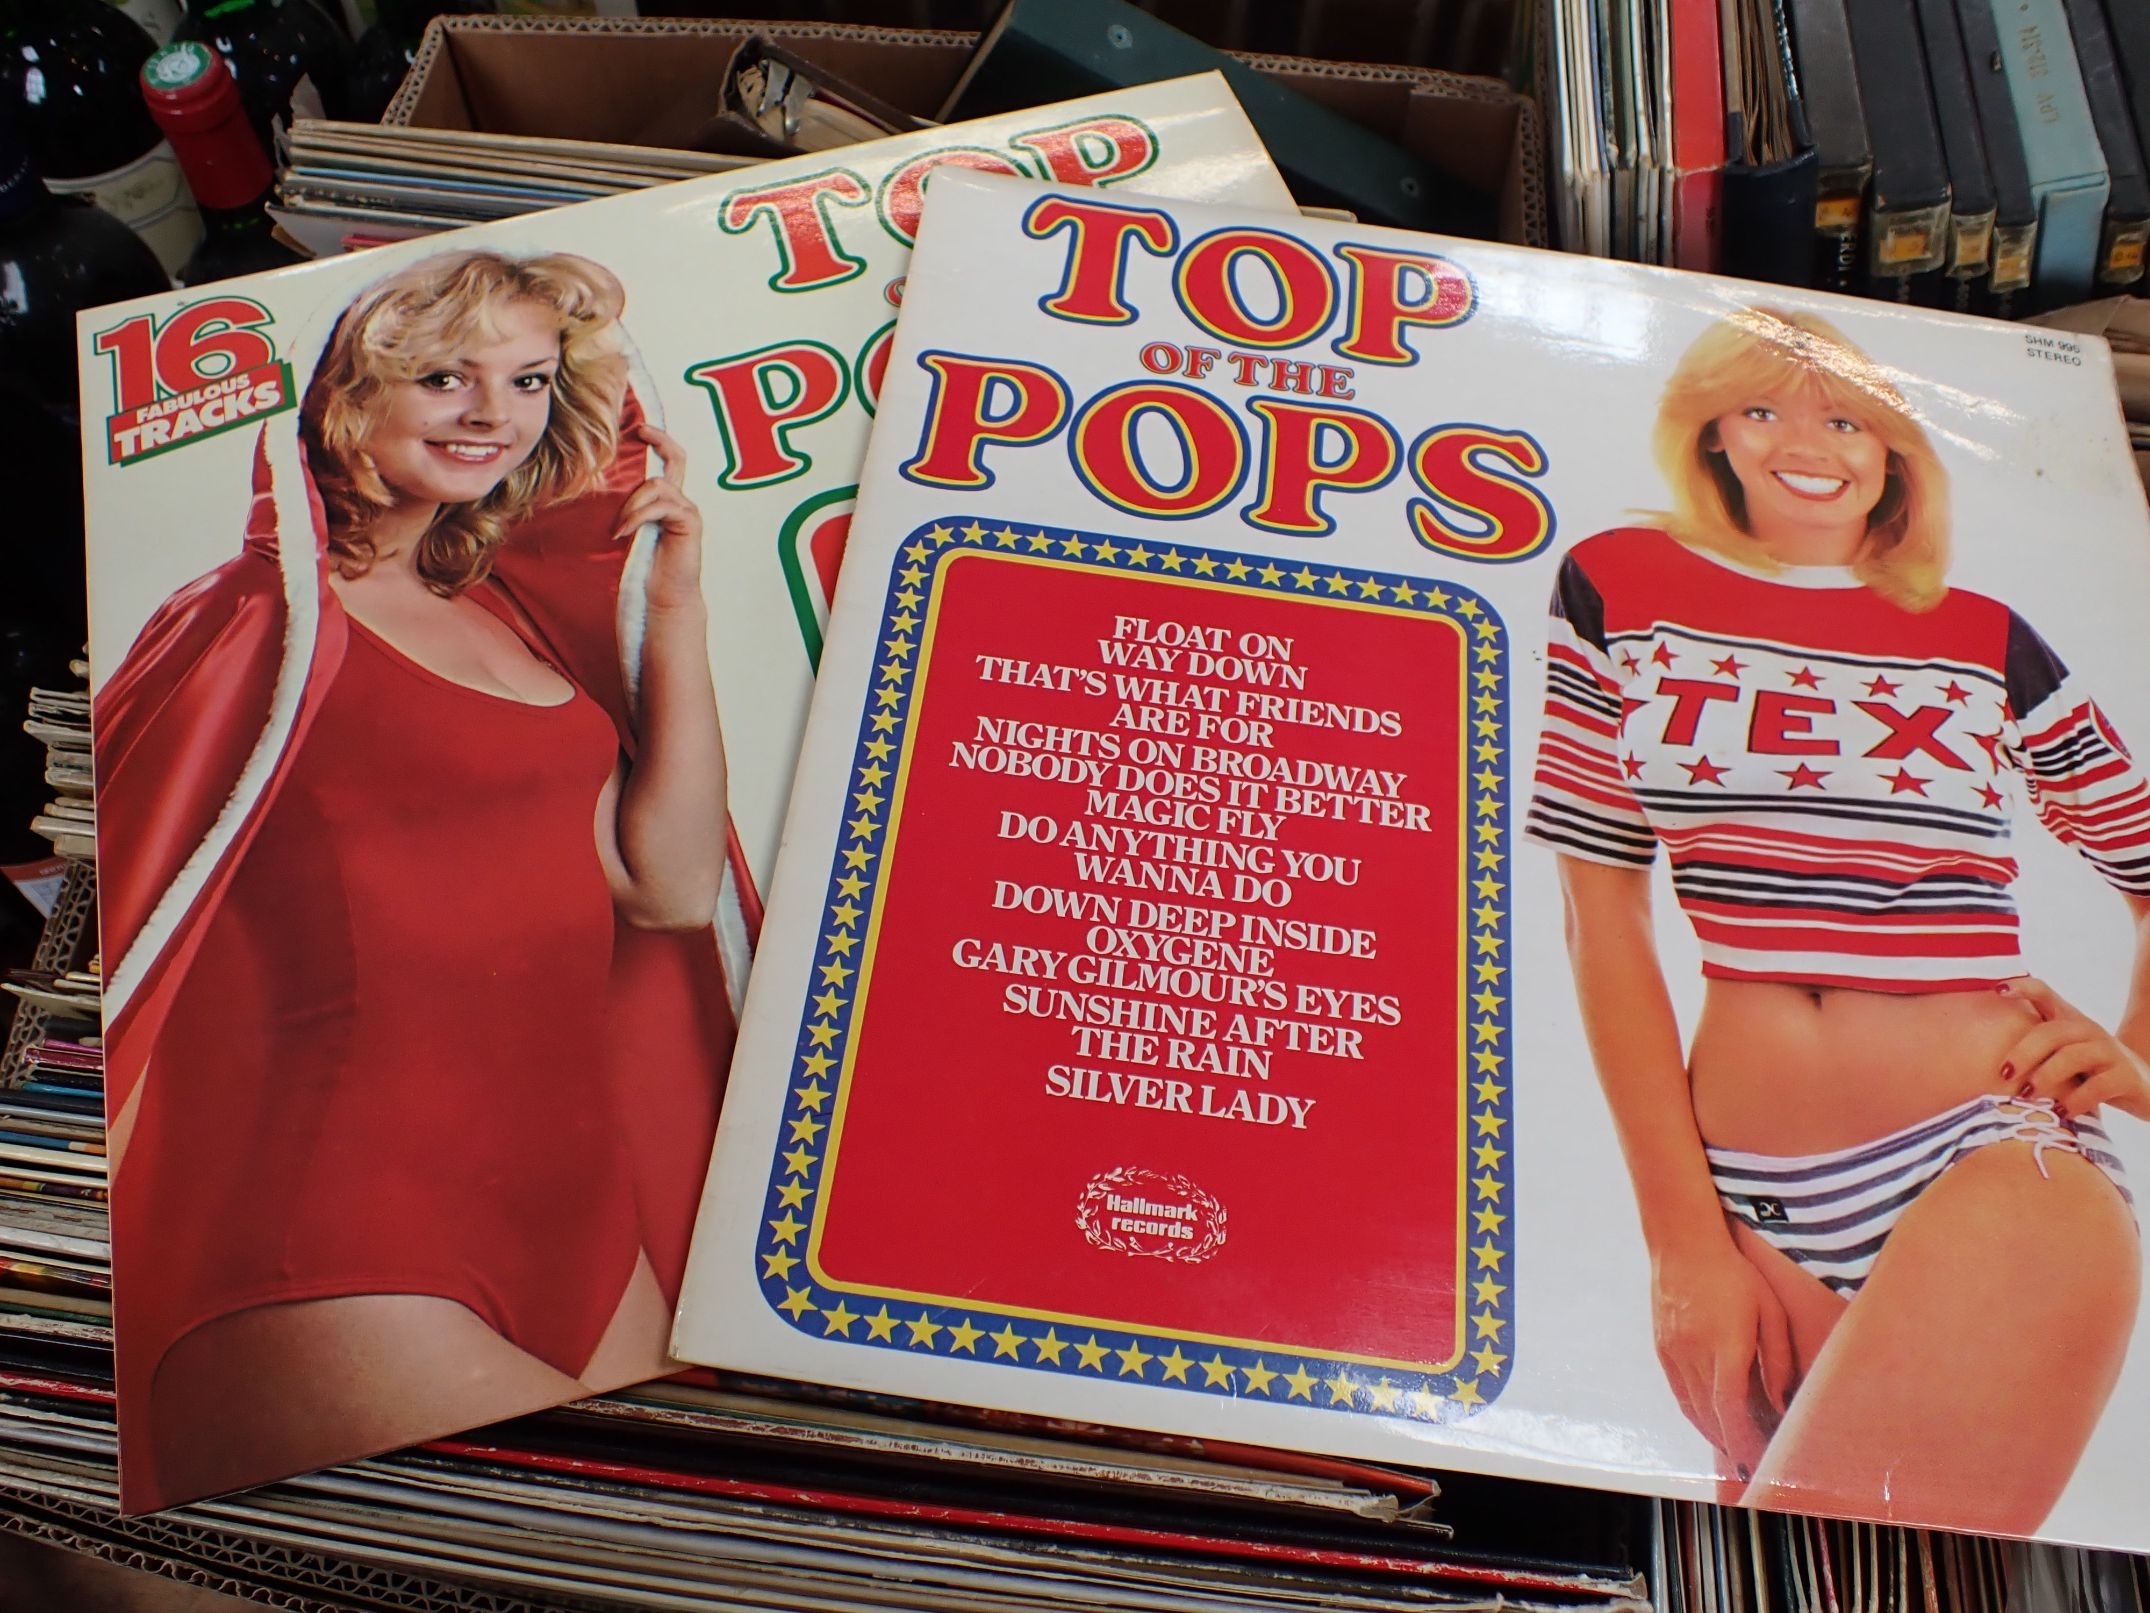 16
FABULOUS
TRACKS
TOP
TOP
OF THE
POPS
SHM 995
STEREO
FLOAT ON
WAY DOWN
THAT'S WHAT FRIENDS
ARE FOR
NIGHTS ON BROADWAY
NOBODY DOES IT BETTER
MAGIC FLY
DO ANYTHING YOU
WANNA DO
DOWN DEEP INSIDE
OXYGENE
GARY GILMOUR'S EYES
SUNSHINE AFTER
THE RAIN
SILVER LADY
Hallmark
records
TEX